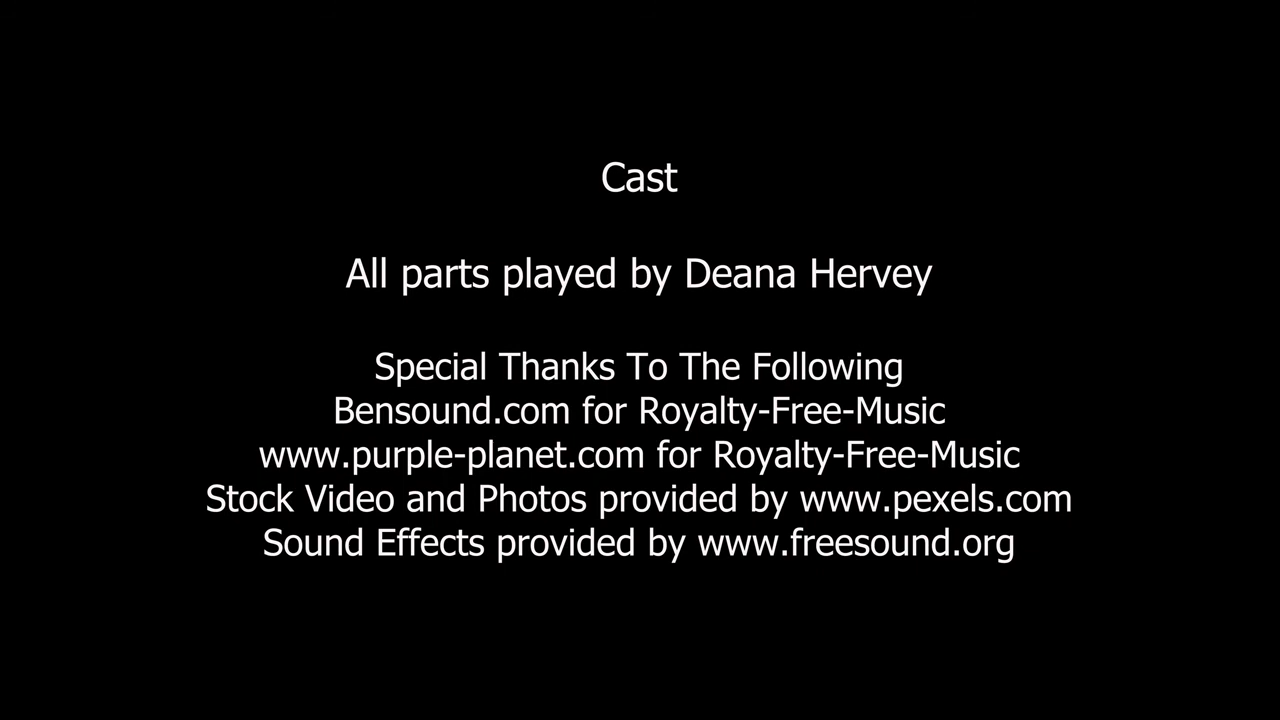 Cast
All parts played by Deana Hervey
Special Thanks To The Following
Bensound.com for Royalty-Free-Music
www.purple-planet.com for Royalty-Free-Music
Stock Video and Photos provided by www.pexels.com
Sound Effects provided by www.freesound.org